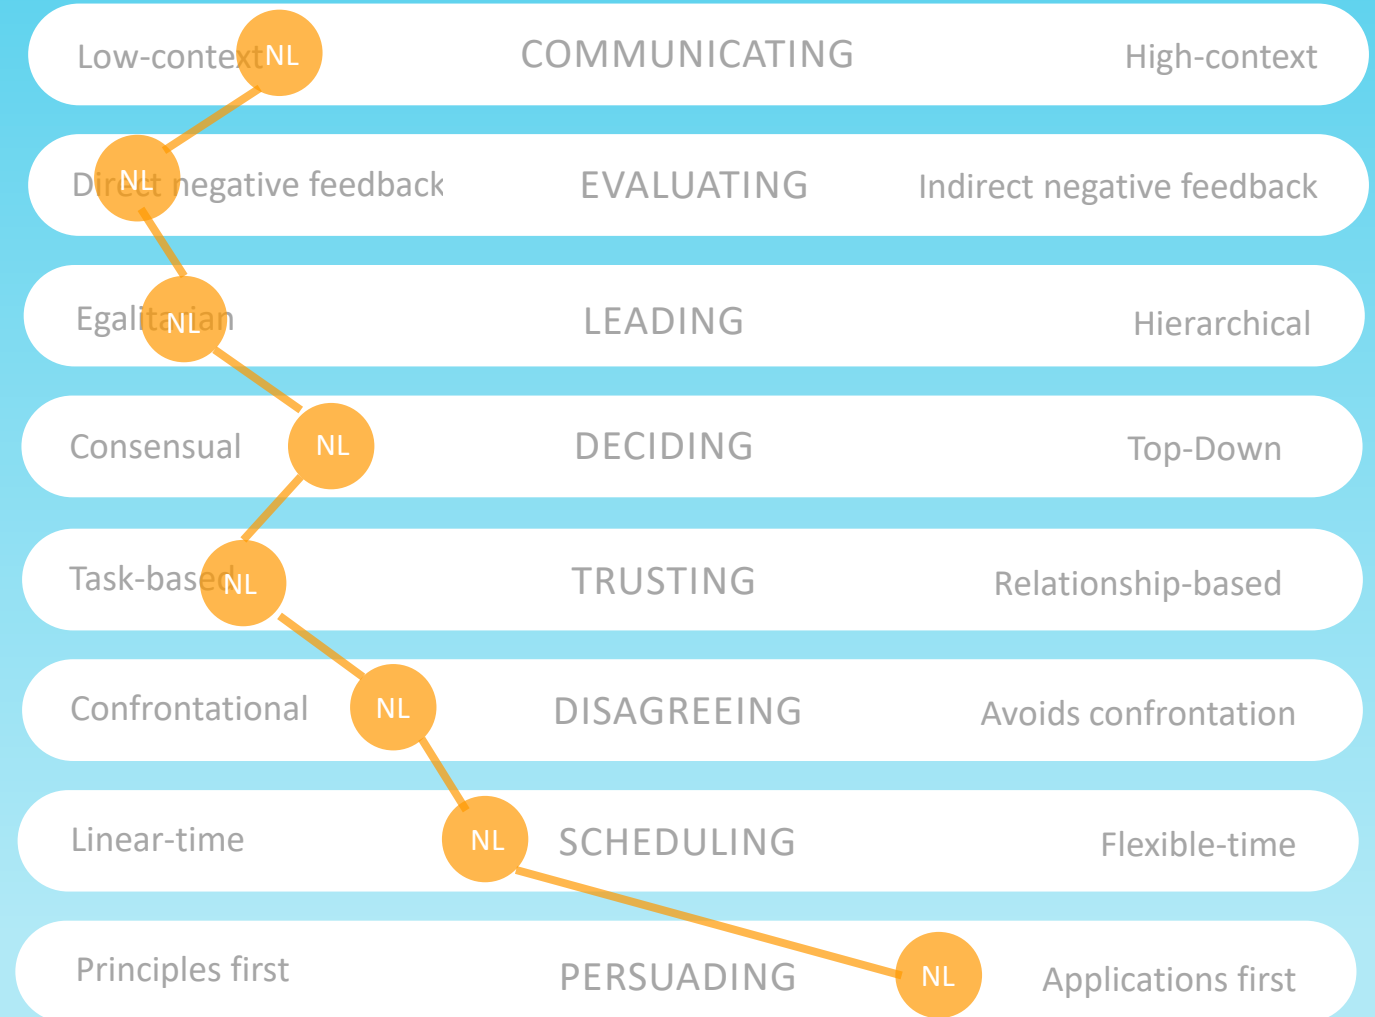 Low-context NL COMMUNICATING High-context
Direct negative feedback NL EVALUATING Indirect negative feedback
Egalitarian NL LEADING Hierarchical
Consensual NL DECIDING Top-Down
Task-based NL TRUSTING Relationship-based
Confrontational NL DISAGREEING Avoids confrontation
Linear-time NL SCHEDULING Flexible-time
Principles first PERSUADING NL Applications first